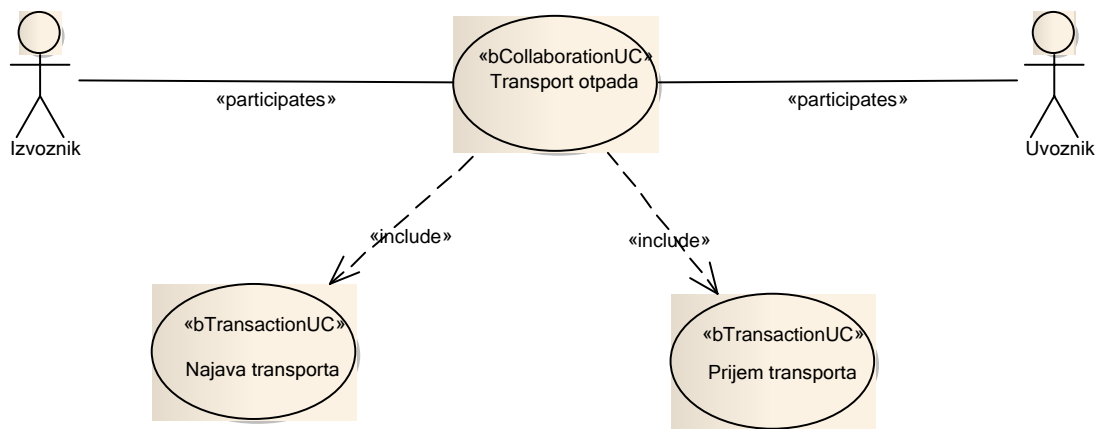 «bCollaborationUC»
Transport otpada
«participates»
«participates»
Izvoznik
Uvoznik
«include»
«include»
«bTransactionUC»
Najava transporta
«bTransactionUC»
Prijem transporta